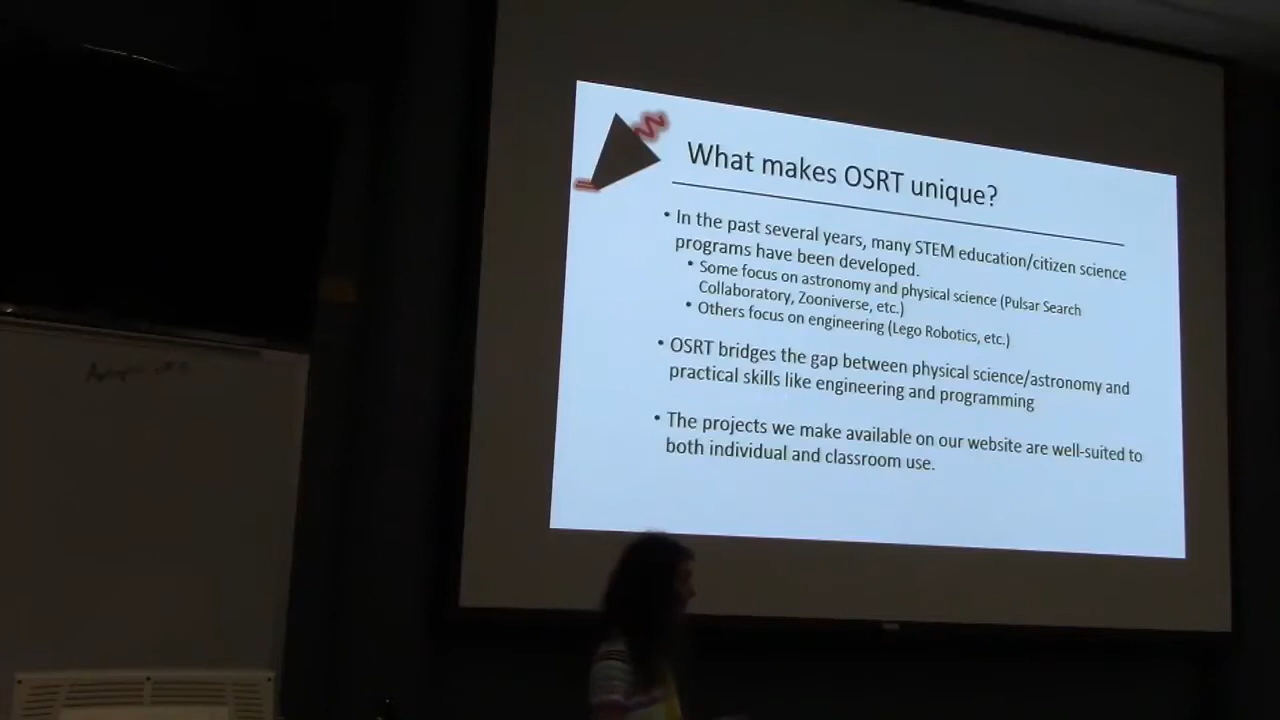 What makes OSRT unique?
• In the past several years, many STEM education/citizen science
programs have been developed.
• Some focus on astronomy and physical science (Pulsar Search
Collaboratory, Zooniverse, etc.)
• Others focus on engineering (Lego Robotics, etc.)
• OSRT bridges the gap between physical science/astronomy and
practical skills like engineering and programming
• The projects we make available on our website are well-suited to
both individual and classroom use.